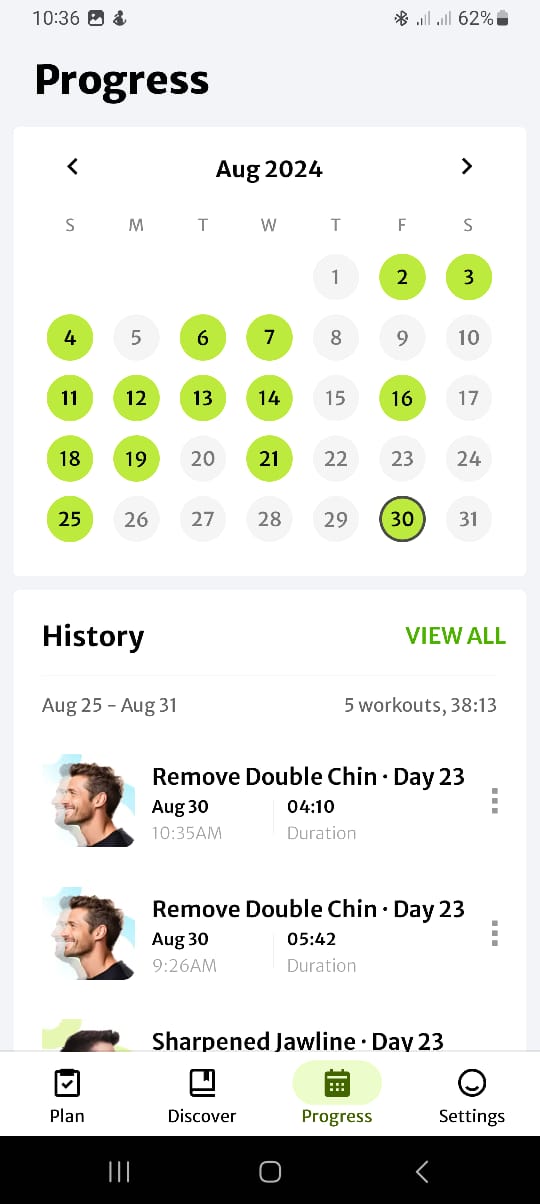 10:36 62%
Progress
Aug 2024
S M T W T F S
1 2 3
4 5 6 7 8 9 10
11 12 13 14 15 16 17
18 19 20 21 22 23 24
25 26 27 28 29 30 31
History VIEW ALL
Aug 25 – Aug 31 5 workouts, 38:13
Remove Double Chin · Day 23
Aug 30 04:10
10:35AM Duration
Remove Double Chin · Day 23
Aug 30 05:42
9:26AM Duration
Sharpened Jawline · Day 23
Plan Discover Progress Settings